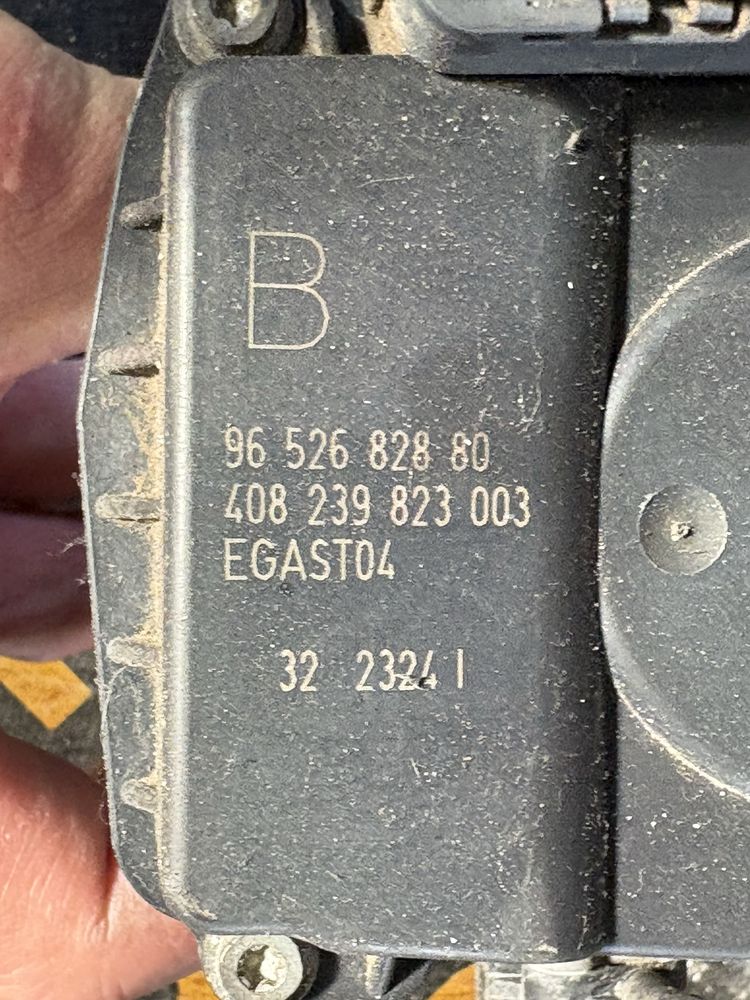 B
96 526 828 80
408 239 823 003
EGAST04
32 2324 I